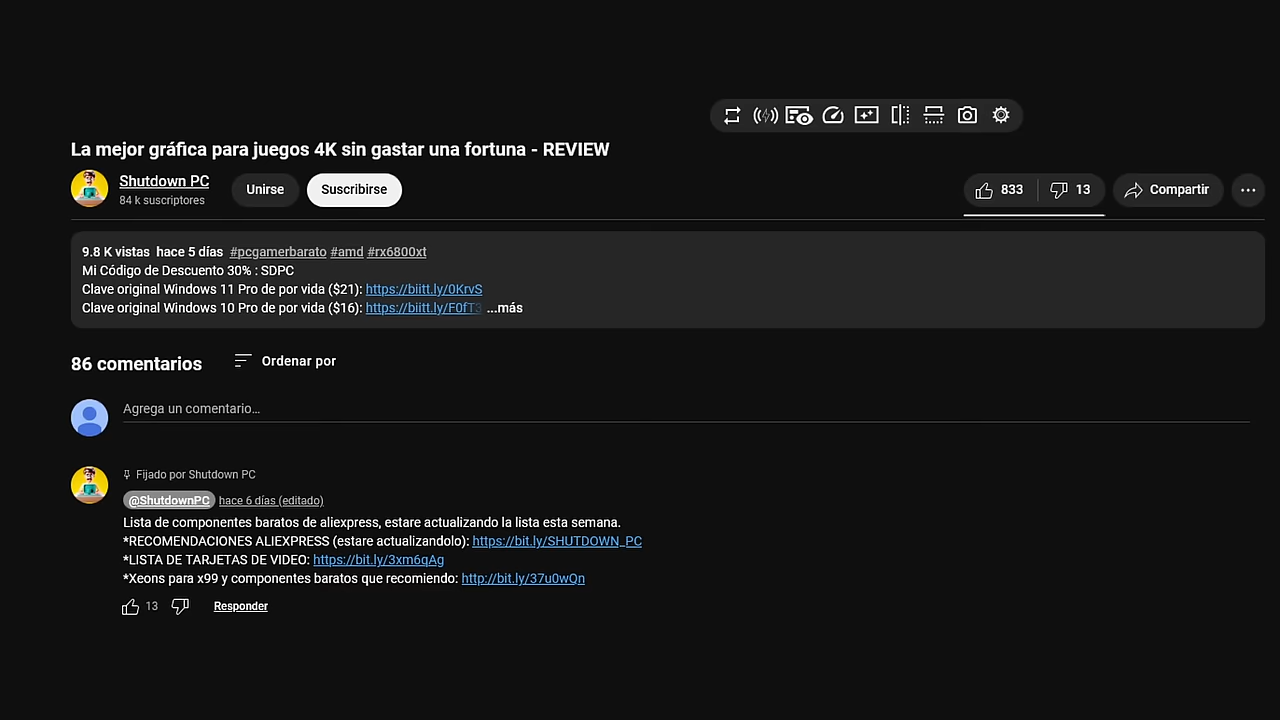 La mejor gráfica para juegos 4K sin gastar una fortuna - REVIEW
Shutdown PC
84 k suscriptores
Unirse
Suscribirse
833
13
Compartir
9.8 K vistas hace 5 días #pcgamerbarato #amd #rx6800xt
Mi Código de Descuento 30% : SDPC
Clave original Windows 11 Pro de por vida ($21): https://biitt.ly/0KrvS
Clave original Windows 10 Pro de por vida ($16): https://biitt.ly/F0fT3 ...más
86 comentarios
Ordenar por
Agrega un comentario...
Fijado por Shutdown PC
@ShutdownPC hace 6 días (editado)
Lista de componentes baratos de aliexpress, estare actualizando la lista esta semana.
*RECOMENDACIONES ALIEXPRESS (estare actualizandolo): https://bit.ly/SHUTDOWN_PC
*LISTA DE TARJETAS DE VIDEO: https://bit.ly/3xm6qAg
*Xeons para x99 y componentes baratos que recomiendo: http://bit.ly/37u0wQn
13
Responder